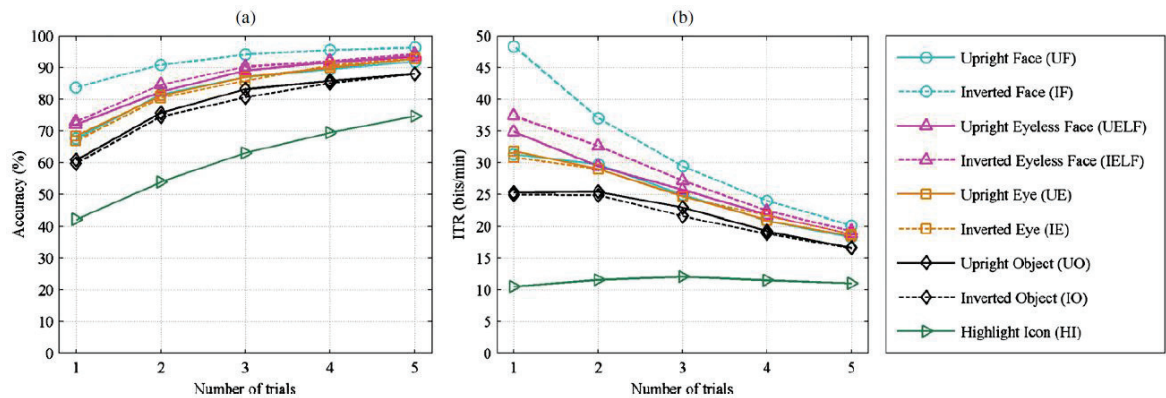 (a)
(b)
100
90
80
70
60
50
40
30
20
10
0
Accuracy (%)
1 2 3 4 5
Number of trials
50
45
40
35
30
25
20
15
10
5
0
ITR (bits/min)
1 2 3 4 5
Number of trials
Upright Face (UF)
Inverted Face (IF)
Upright Eyeless Face (UELF)
Inverted Eyeless Face (IELF)
Upright Eye (UE)
Inverted Eye (IE)
Upright Object (UO)
Inverted Object (IO)
Highlight Icon (HI)